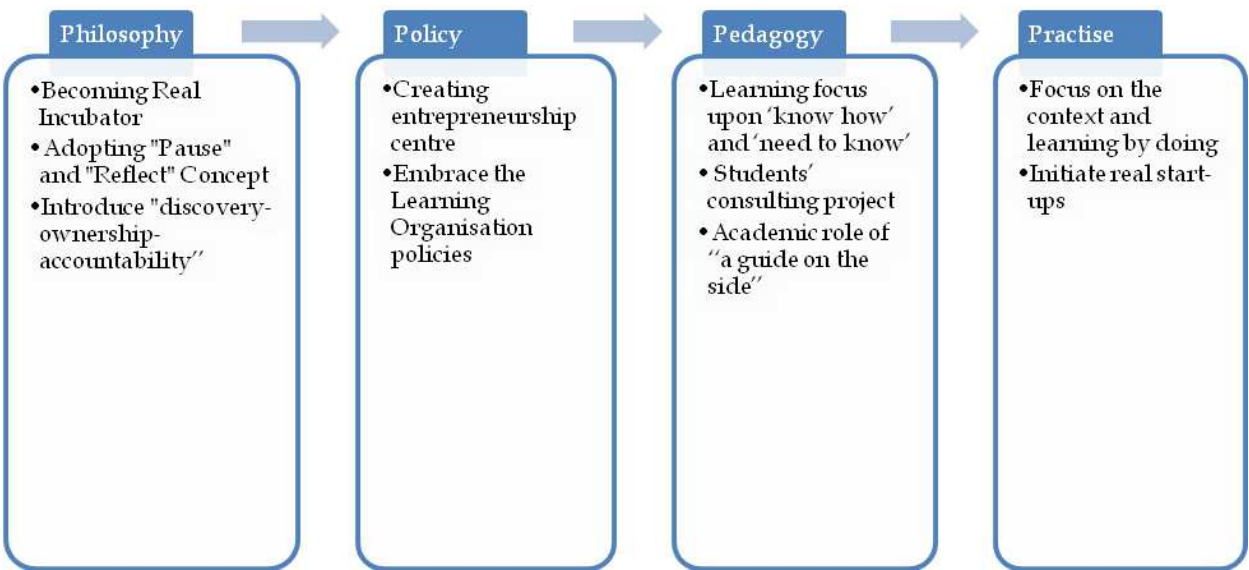 Philosophy
•Becoming Real
Incubator
• Adopting "Pause"
and "Reflect" Concept
•Introduce "discovery-
ownership-
accountability”
Policy
•Creating
entrepreneurship
centre
•Embrace the
Learning
Organisation
policies
Pedagogy
•Learning focus
upon ‘know how’
and ‘need to know’
• Students’
consulting project
•Academic role of
“a guide on the
side”
Practise
•Focus on the
context and
learning by doing
•Initiate real start-
ups